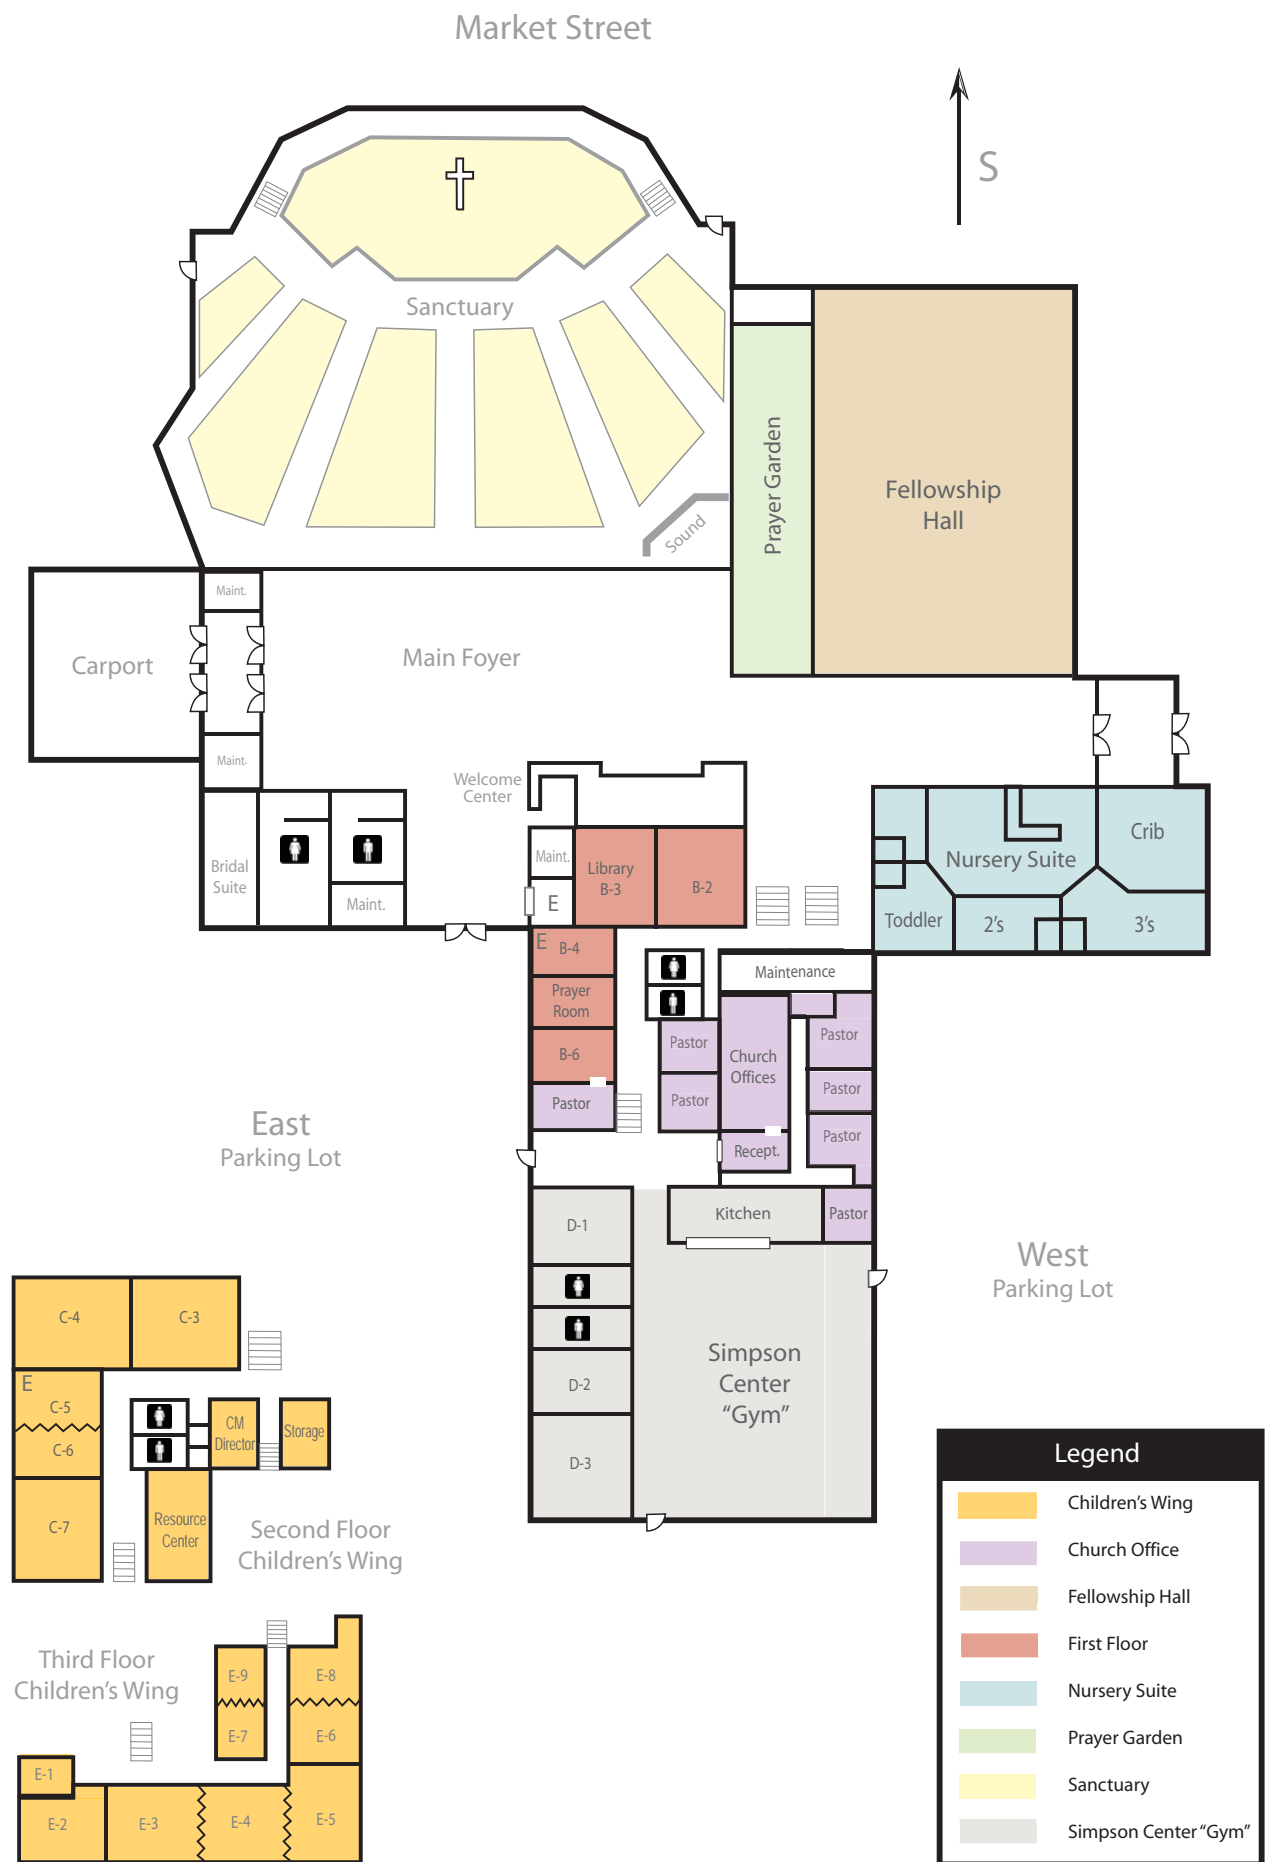 Market Street
S
Sanctuary
Prayer Garden
Fellowship
Hall
Sound
Maint.
Carport
Main Foyer
Maint.
Welcome
Center
Bridal
Suite
Maint.
Maint.
E
Library
B-3
B-2
Crib
Nursery Suite
Toddler
2's
3's
E
B-4
Prayer
Room
B-6
Pastor
Maintenance
Pastor
Pastor
Church
Offices
Recept.
Pastor
Pastor
Pastor
Pastor
East
Parking Lot
West
Parking Lot
D-1
Kitchen
D-2
D-3
Simpson
Center
“Gym”
C-4
C-3
E
C-5
C-6
C-7
CM
Director
Storage
Resource
Center
Second Floor
Children's Wing
Third Floor
Children's Wing
E-9
E-8
E-7
E-6
E-1
E-2
E-3
E-4
E-5
Legend
Children's Wing
Church Office
Fellowship Hall
First Floor
Nursery Suite
Prayer Garden
Sanctuary
Simpson Center “Gym”